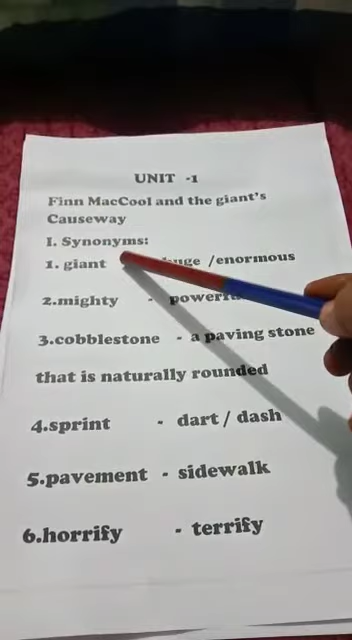 UNIT -1
Finn MacCool and the giant's
Causeway
I. Synonyms:
1. giant /enormous
2.mighty -
3.cobblestone - a paving stone
that is naturally rounded
4.sprint - dart / dash
5.pavement - sidewalk
6.horrify - terrify